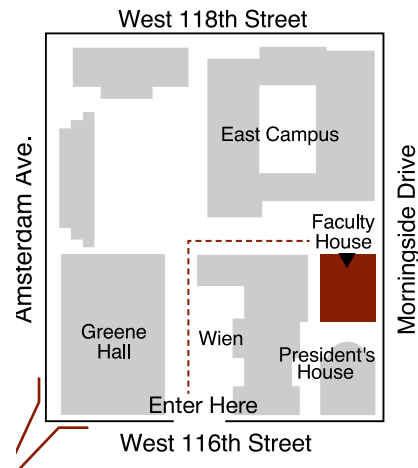 West 118th Street
East Campus
Amsterdam Ave.
Morningside Drive
Faculty
House
Greene
Hall
Wien
President's
House
Enter Here
West 116th Street